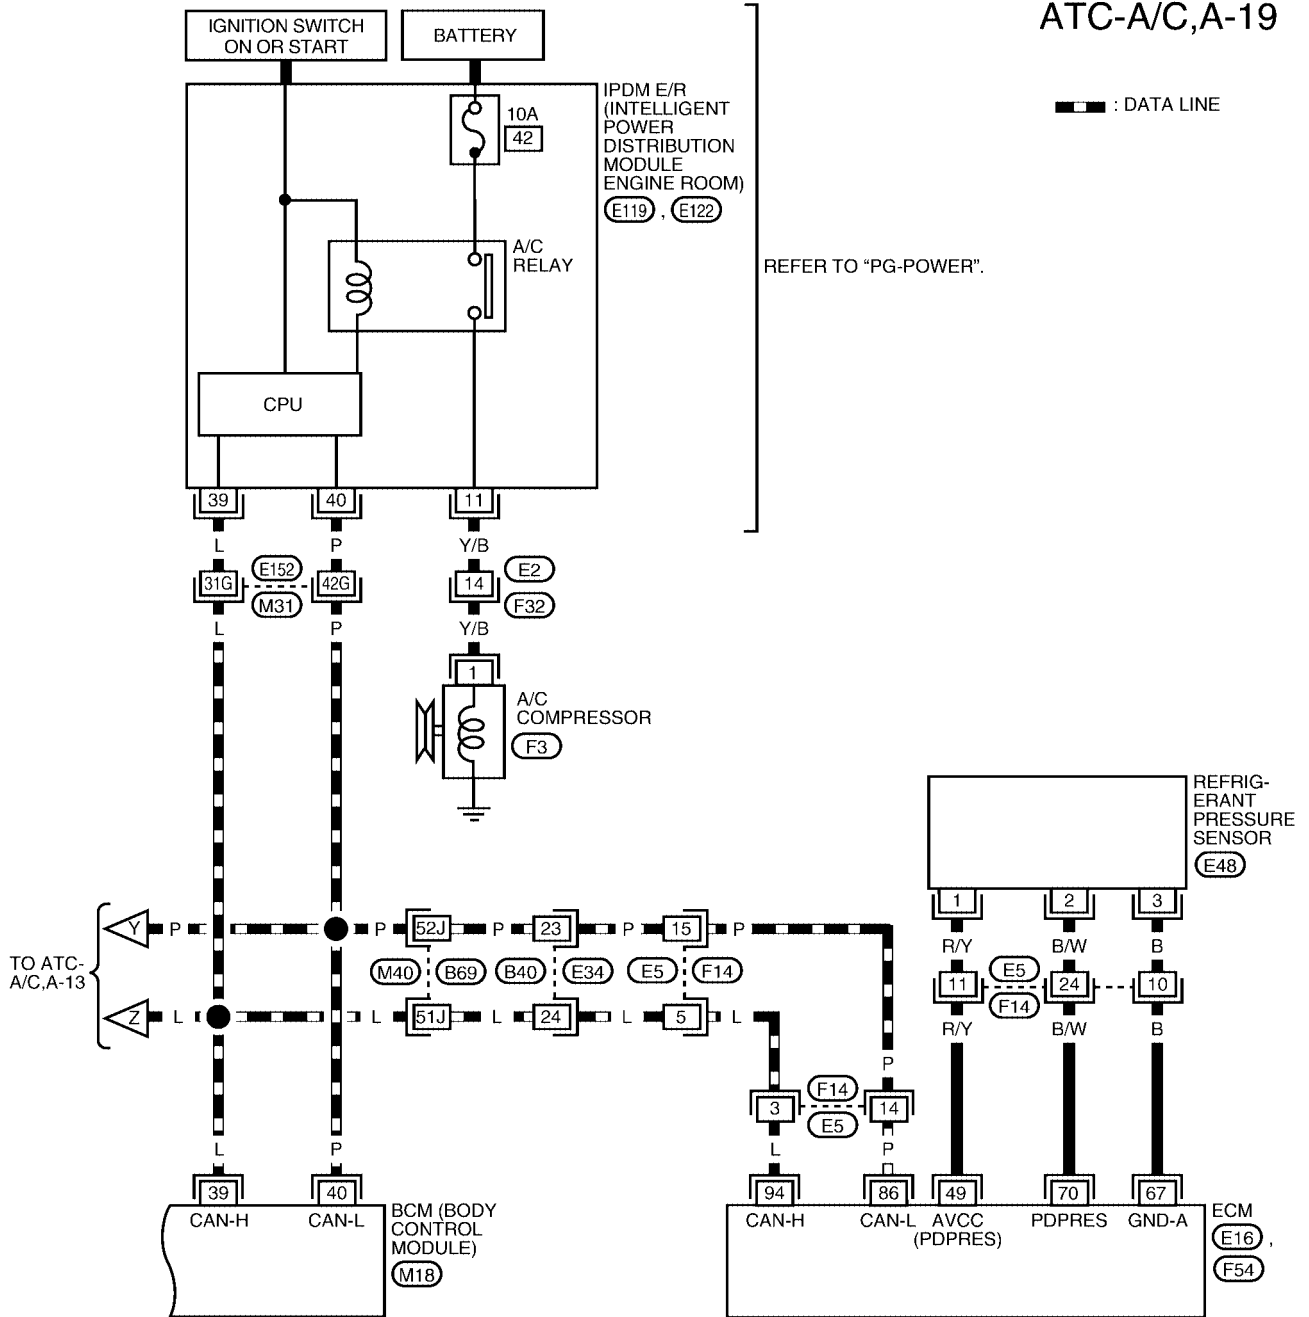 ATC-A/C,A-19
IGNITION SWITCH
ON OR START
BATTERY
: DATA LINE
10A
42
IPDM E/R
(INTELLIGENT
POWER
DISTRIBUTION
MODULE
ENGINE ROOM)
E119 , E122
A/C
RELAY
REFER TO “PG-POWER”.
CPU
39 40 11
L P Y/B
31G E152 42G 14 E2
M31 F32
L P Y/B
1
A/C
COMPRESSOR
F3
REFRIG-
ERANT
PRESSURE
SENSOR
E48
1 2 3
R/Y B/W B
11 E5 24 10
F14
R/Y B/W B
TO ATC-
A/C,A-13
Y P P 52J P 23 P 15 P
M40 B69 B40 E34 E5 F14
Z L L 51J L 24 L 5 L
P
3 F14 14
E5
L P
L P
39 40
CAN-H CAN-L
BCM (BODY
CONTROL
MODULE)
M18
94 86 49 70 67
CAN-H CAN-L AVCC PDPRES GND-A
(PDPRES)
ECM
E16 ,
F54